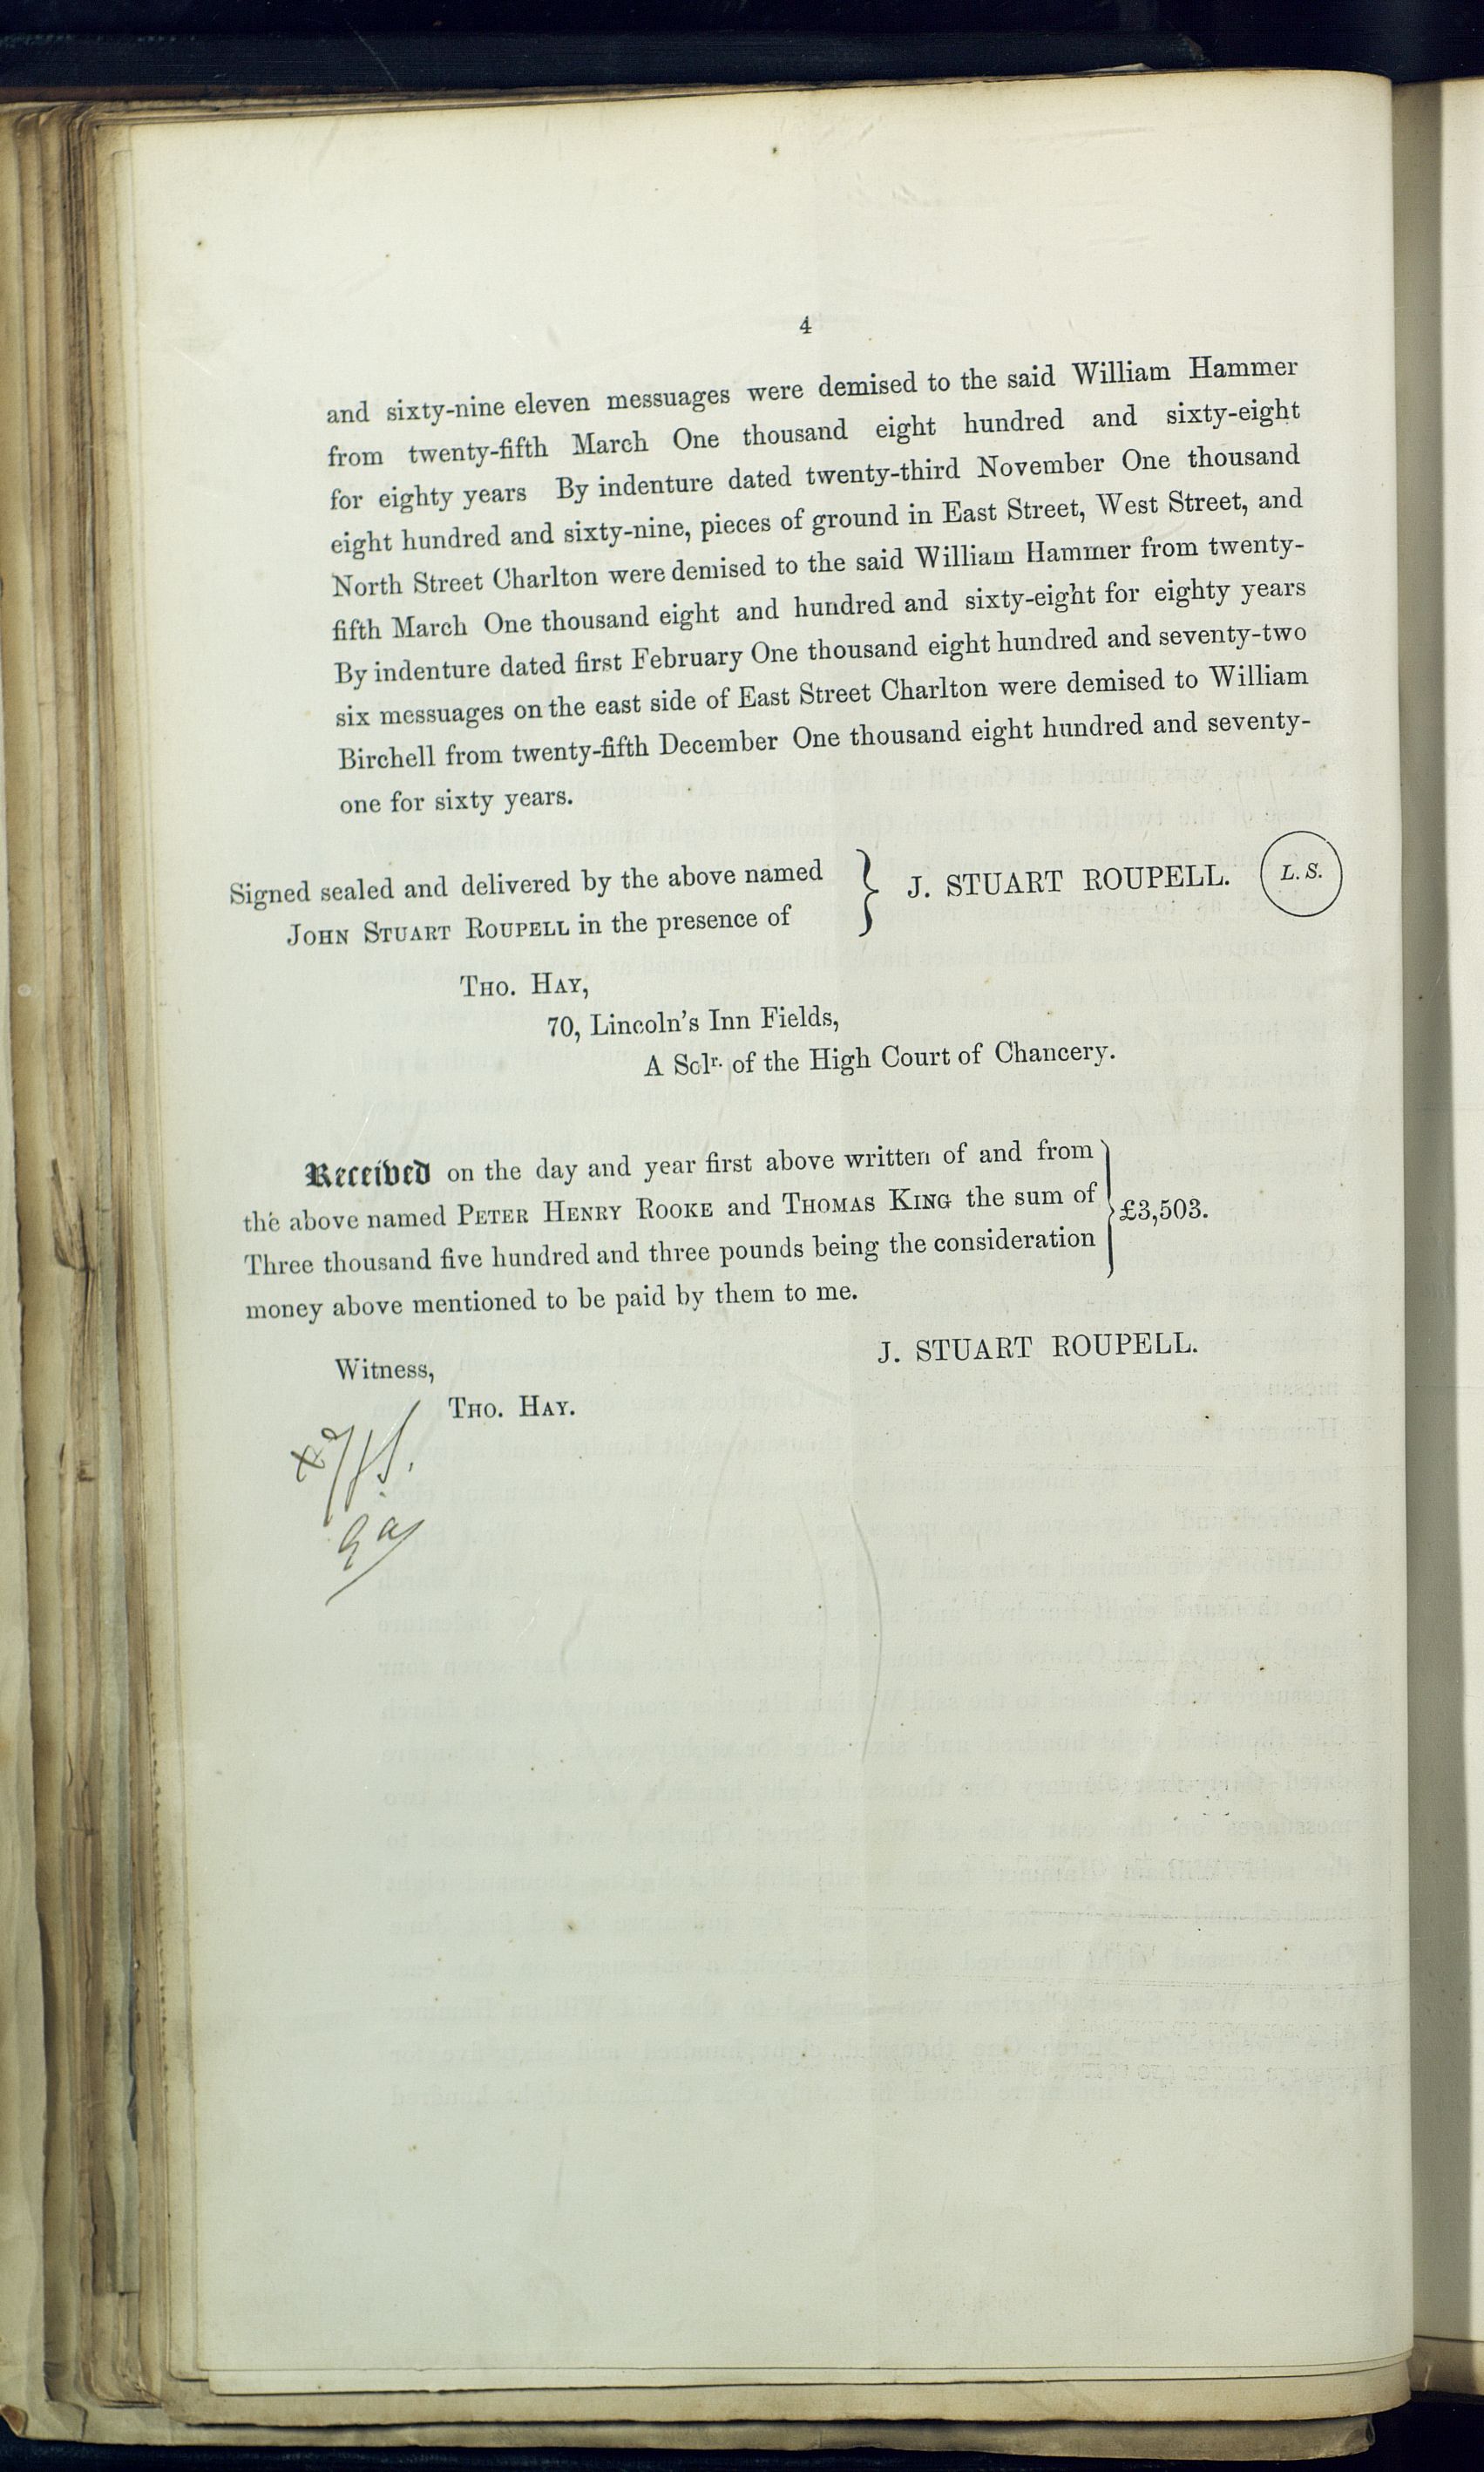 4
and sixty-nine eleven messuages were demised to the said William Hammer
from twenty-fifth March One thousand eight hundred and sixty-eight
for eighty years By indenture dated twenty-third November One thousand
eight hundred and sixty-nine, pieces of ground in East Street, West Street, and
North Street Charlton were demised to the said William Hammer from twenty-
fifth March One thousand eight and hundred and sixty-eight for eighty years
By indenture dated first February One thousand eight hundred and seventy-two
six messuages on the east side of East Street Charlton were demised to William
Birchell from twenty-fifth December One thousand eight hundred and seventy-
one for sixty years.
Signed sealed and delivered by the above named
JOHN STUART ROUPELL in the presence of
} J. STUART ROUPELL. L. S.
THO. HAY,
70, Lincoln's Inn Fields,
A Solr. of the High Court of Chancery.
Received on the day and year first above written of and from
the above named PETER HENRY ROOKE and THOMAS KING the sum of
£3,503.
Three thousand five hundred and three pounds being the consideration
money above mentioned to be paid by them to me.
J. STUART ROUPELL.
Witness,
THO. HAY.